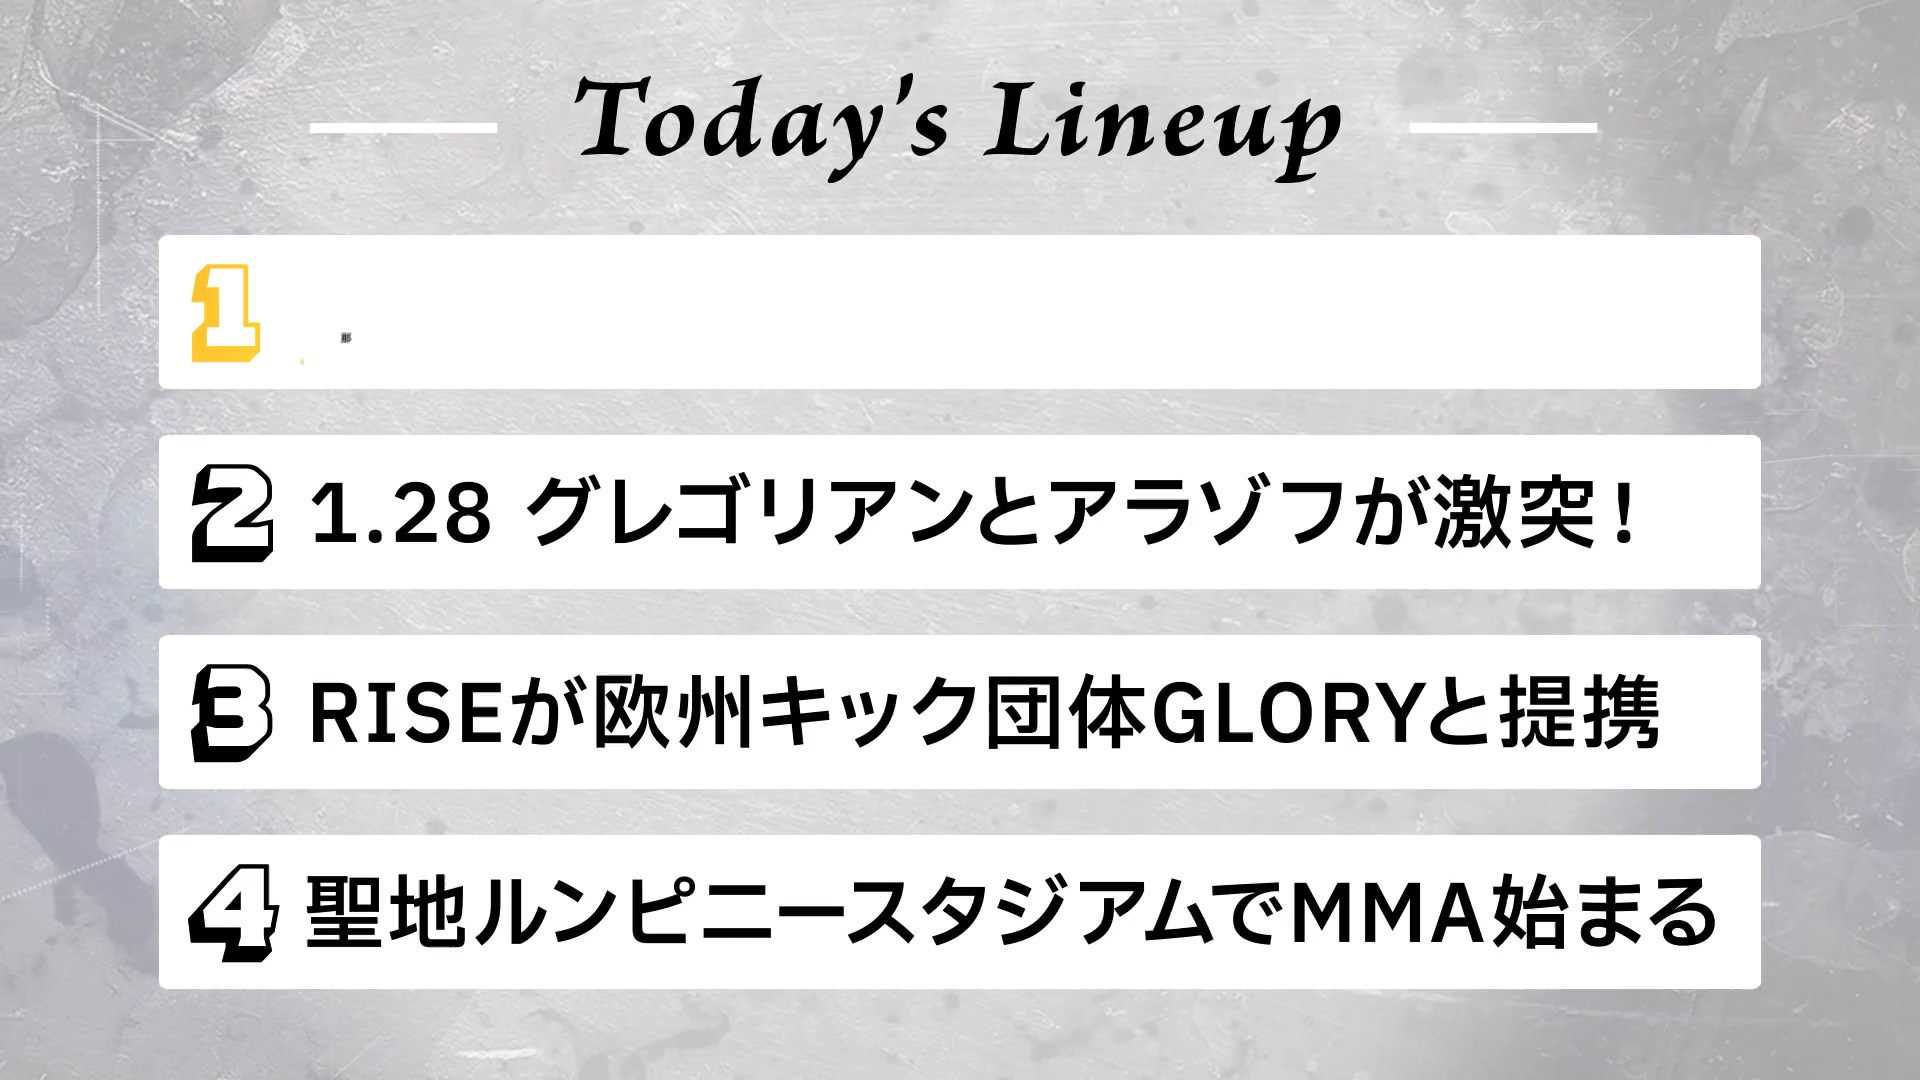 Today's Lineup
1
那
2 1.28 グレゴリアンとアラゾフが激突！
3 RISEが欧州キック団体GLORYと提携
4 聖地ルンピニースタジアムでMMA始まる